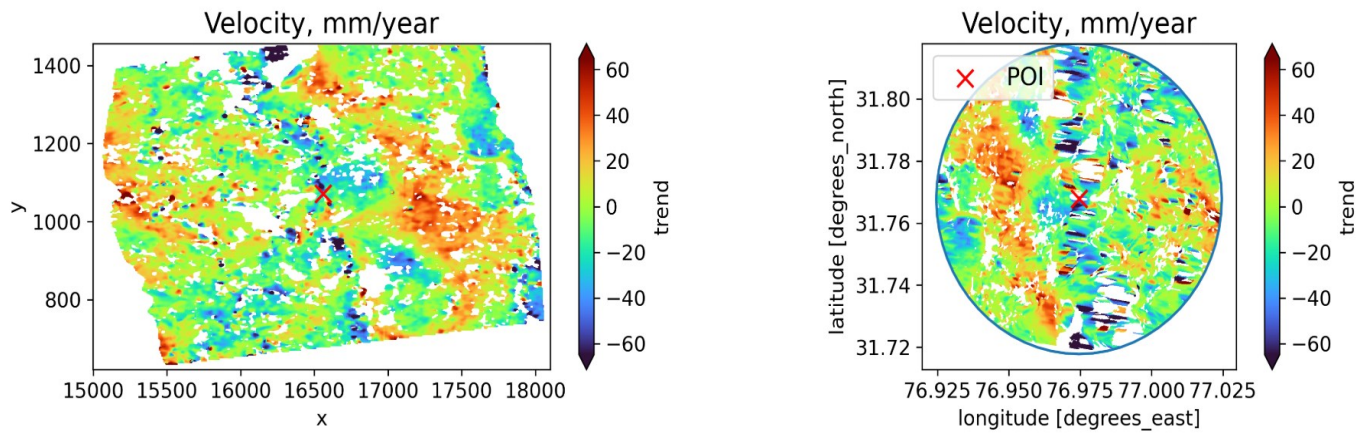 Velocity, mm/year
y
1400
1200
1000
800
15000 15500 16000 16500 17000 17500 18000
x
60
40
20
0
−20
−40
−60
trend
Velocity, mm/year
POI
latitude [degrees_north]
31.80
31.78
31.76
31.74
31.72
76.925 76.950 76.975 77.000 77.025
longitude [degrees_east]
60
40
20
0
−20
−40
−60
trend